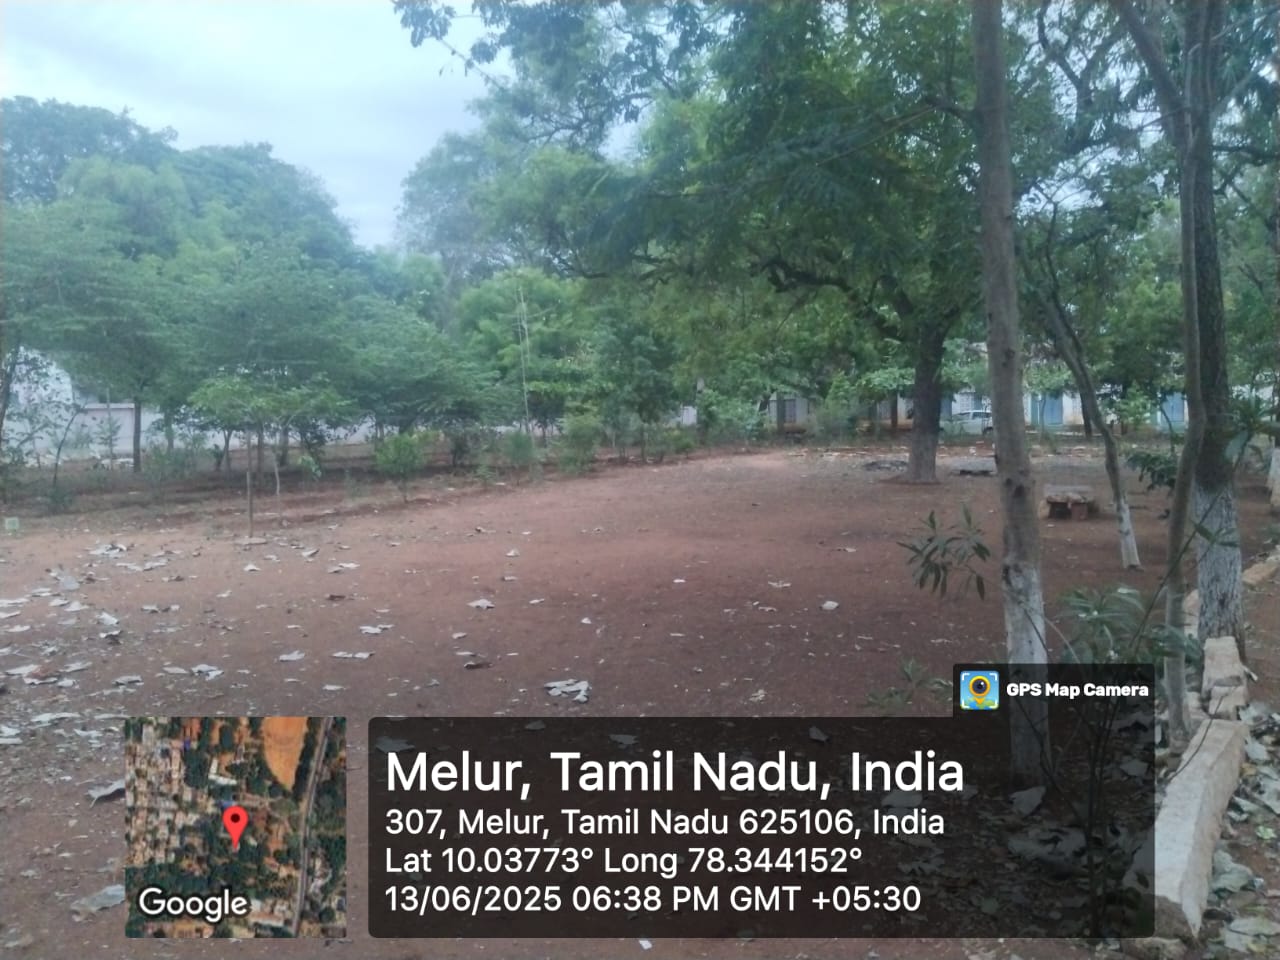 GPS Map Camera
Melur, Tamil Nadu, India
307, Melur, Tamil Nadu 625106, India
Lat 10.03773° Long 78.344152°
13/06/2025 06:38 PM GMT +05:30
Google